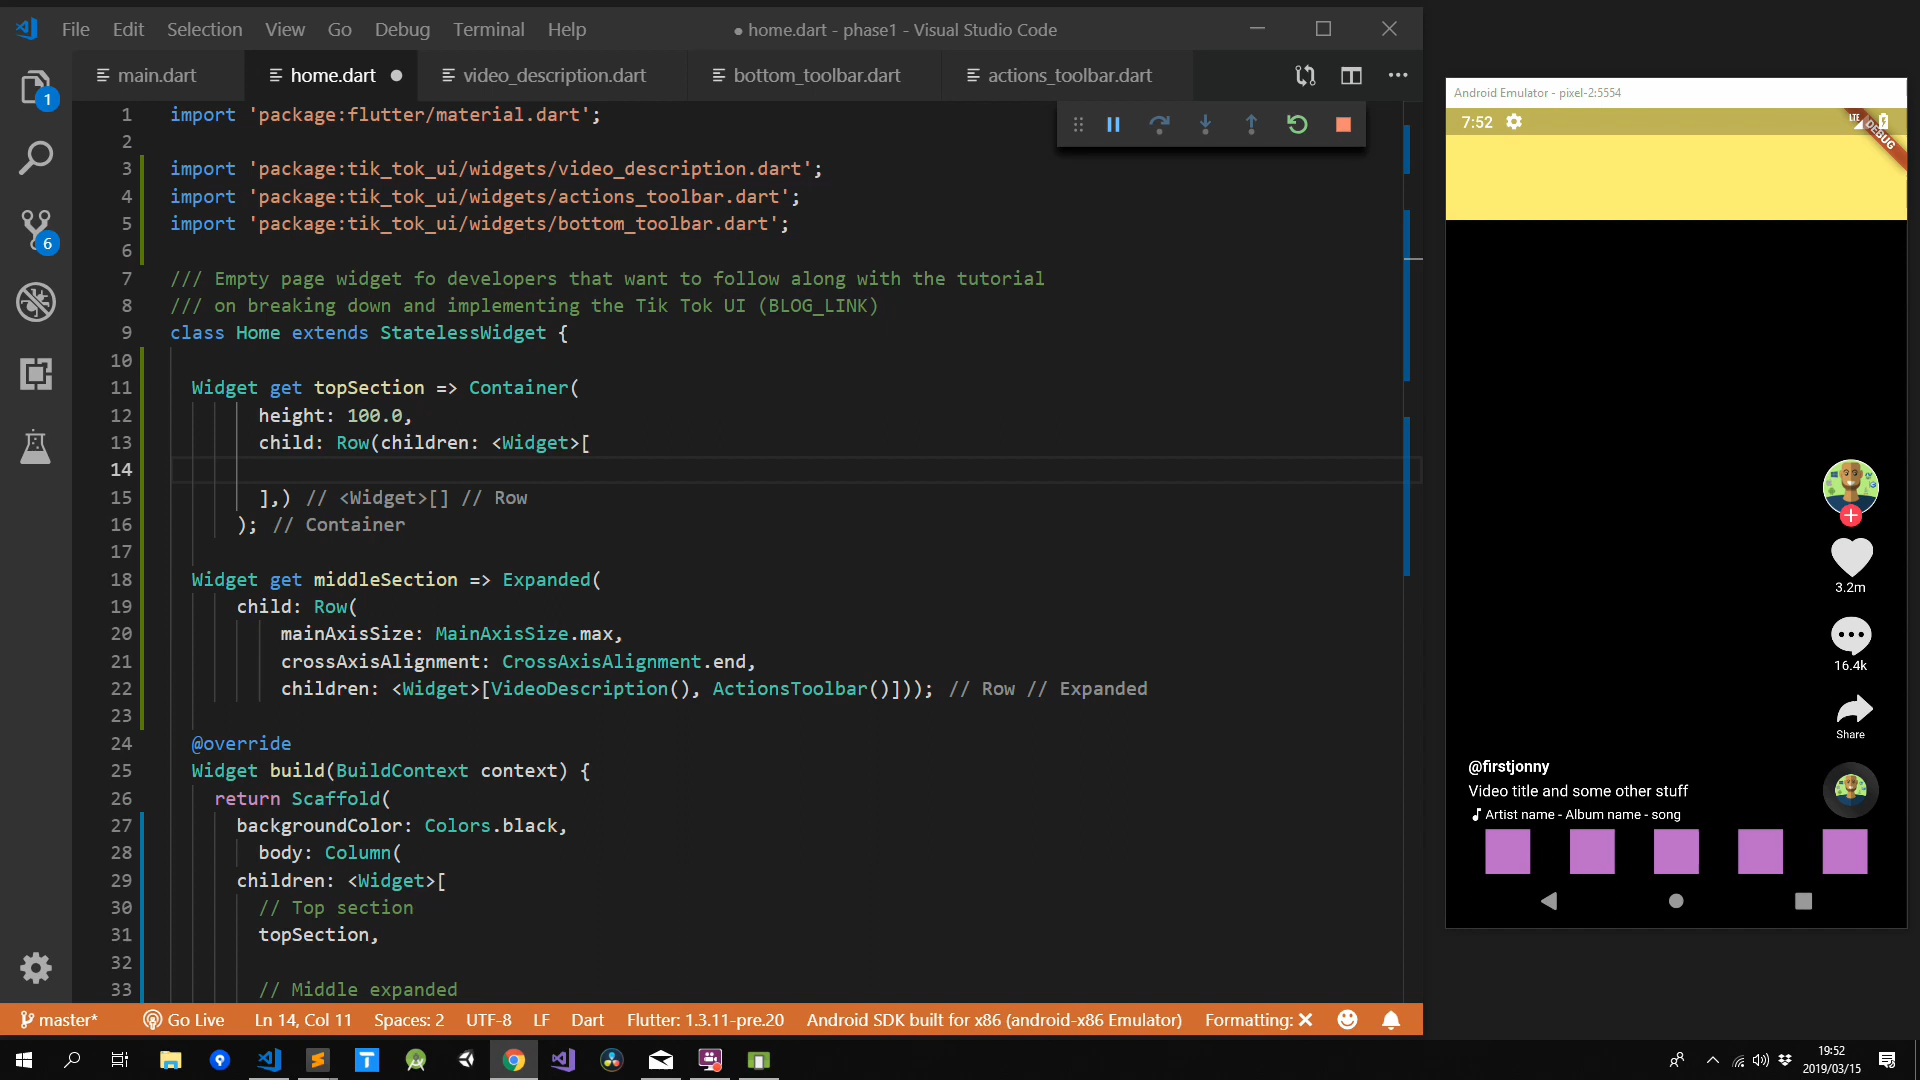 File Edit Selection View Go Debug Terminal Help
● home.dart - phase1 - Visual Studio Code
main.dart
home.dart
video_description.dart
bottom_toolbar.dart
actions_toolbar.dart
1 import 'package:flutter/material.dart';
2
3 import 'package:tik_tok_ui/widgets/video_description.dart';
4 import 'package:tik_tok_ui/widgets/actions_toolbar.dart';
5 import 'package:tik_tok_ui/widgets/bottom_toolbar.dart';
6
7 /// Empty page widget fo developers that want to follow along with the tutorial
8 /// on breaking down and implementing the Tik Tok UI (BLOG_LINK)
9 class Home extends StatelessWidget {
10
11 Widget get topSection => Container(
12 height: 100.0,
13 child: Row(children: <Widget>[
14
15 ],) // <Widget>[] // Row
16 ); // Container
17
18 Widget get middleSection => Expanded(
19 child: Row(
20 mainAxisSize: MainAxisSize.max,
21 crossAxisAlignment: CrossAxisAlignment.end,
22 children: <Widget>[VideoDescription(), ActionsToolbar()])); // Row // Expanded
23
24 @override
25 Widget build(BuildContext context) {
26 return Scaffold(
27 backgroundColor: Colors.black,
28 body: Column(
29 children: <Widget>[
30 // Top section
31 topSection,
32
33 // Middle expanded
1
6
master* Go Live Ln 14, Col 11 Spaces: 2 UTF-8 LF Dart Flutter: 1.3.11-pre.20 Android SDK built for x86 (android-x86 Emulator) Formatting: ✕
Android Emulator - pixel-2:5554
7:52
LTE
DEBUG
3.2m
16.4k
Share
@firstjonny
Video title and some other stuff
Artist name - Album name - song
19:52
2019/03/15